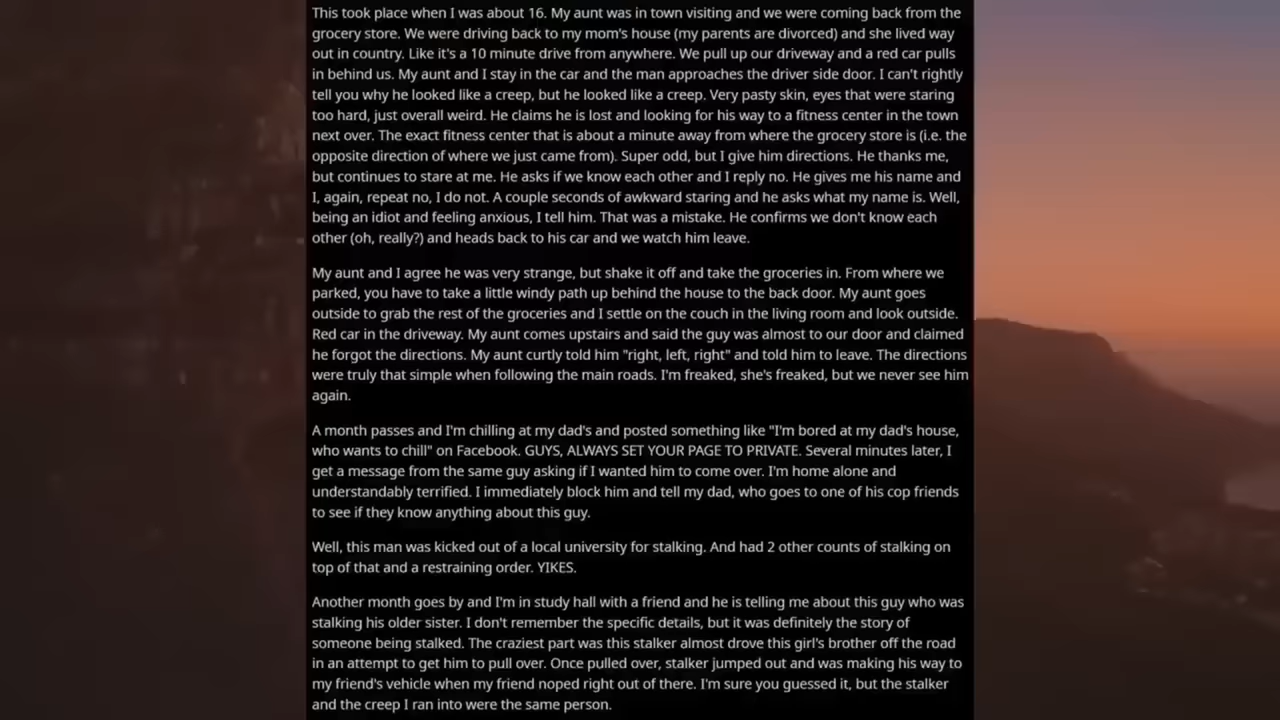 This took place when I was about 16. My aunt was in town visiting and we were coming back from the
grocery store. We were driving back to my mom's house (my parents are divorced) and she lived way
out in country. Like it's a 10 minute drive from anywhere. We pull up our driveway and a red car pulls
in behind us. My aunt and I stay in the car and the man approaches the driver side door. I can't rightly
tell you why he looked like a creep, but he looked like a creep. Very pasty skin, eyes that were staring
too hard, just overall weird. He claims he is lost and looking for his way to a fitness center in the town
next over. The exact fitness center that is about a minute away from where the grocery store is (i.e. the
opposite direction of where we just came from). Super odd, but I give him directions. He thanks me,
but continues to stare at me. He asks if we know each other and I reply no. He gives me his name and
I, again, repeat no, I do not. A couple seconds of awkward staring and he asks what my name is. Well,
being an idiot and feeling anxious, I tell him. That was a mistake. He confirms we don't know each
other (oh, really?) and heads back to his car and we watch him leave.
My aunt and I agree he was very strange, but shake it off and take the groceries in. From where we
parked, you have to take a little windy path up behind the house to the back door. My aunt goes
outside to grab the rest of the groceries and I settle on the couch in the living room and look outside.
Red car in the driveway. My aunt comes upstairs and said the guy was almost to our door and claimed
he forgot the directions. My aunt curtly told him "right, left, right" and told him to leave. The directions
were truly that simple when following the main roads. I'm freaked, she's freaked, but we never see him
again.
A month passes and I'm chilling at my dad's and posted something like "I'm bored at my dad's house,
who wants to chill" on Facebook. GUYS, ALWAYS SET YOUR PAGE TO PRIVATE. Several minutes later, I
get a message from the same guy asking if I wanted him to come over. I'm home alone and
understandably terrified. I immediately block him and tell my dad, who goes to one of his cop friends
to see if they know anything about this guy.
Well, this man was kicked out of a local university for stalking. And had 2 other counts of stalking on
top of that and a restraining order. YIKES.
Another month goes by and I'm in study hall with a friend and he is telling me about this guy who was
stalking his older sister. I don't remember the specific details, but it was definitely the story of
someone being stalked. The craziest part was this stalker almost drove this girl's brother off the road
in an attempt to get him to pull over. Once pulled over, stalker jumped out and was making his way to
my friend's vehicle when my friend noped right out of there. I'm sure you guessed it, but the stalker
and the creep I ran into were the same person.